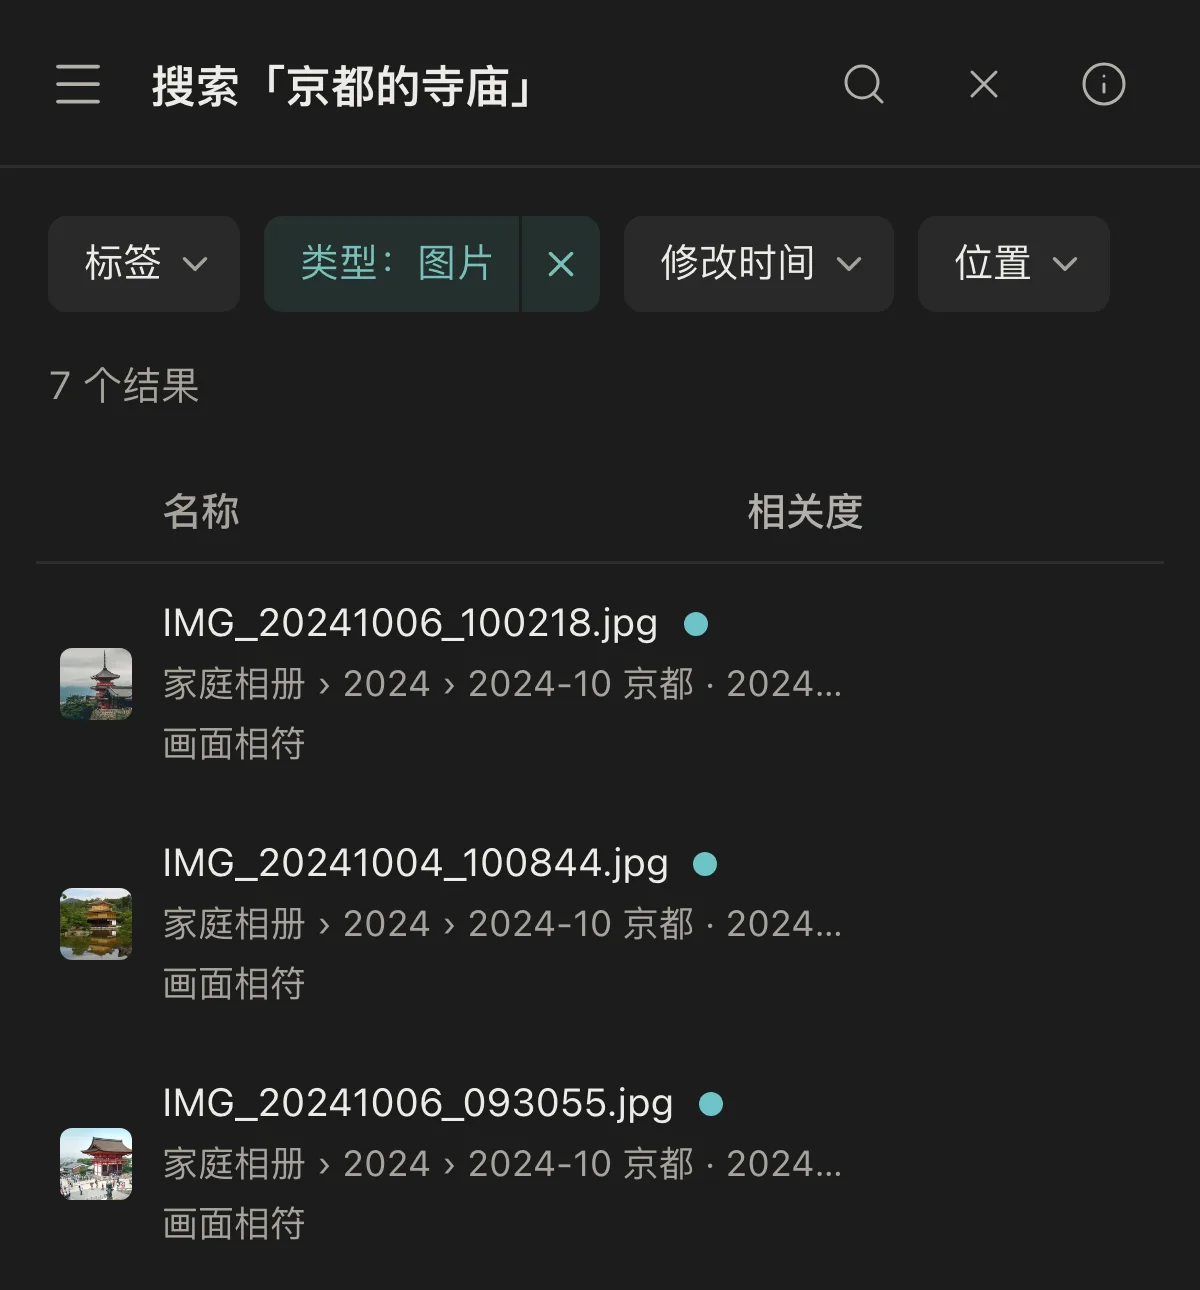 搜索「京都的寺庙」
标签 类型：图片 修改时间 位置
7 个结果
名称 相关度
IMG_20241006_100218.jpg
家庭相册 › 2024 › 2024-10 京都 · 2024...
画面相符
IMG_20241004_100844.jpg
家庭相册 › 2024 › 2024-10 京都 · 2024...
画面相符
IMG_20241006_093055.jpg
家庭相册 › 2024 › 2024-10 京都 · 2024...
画面相符